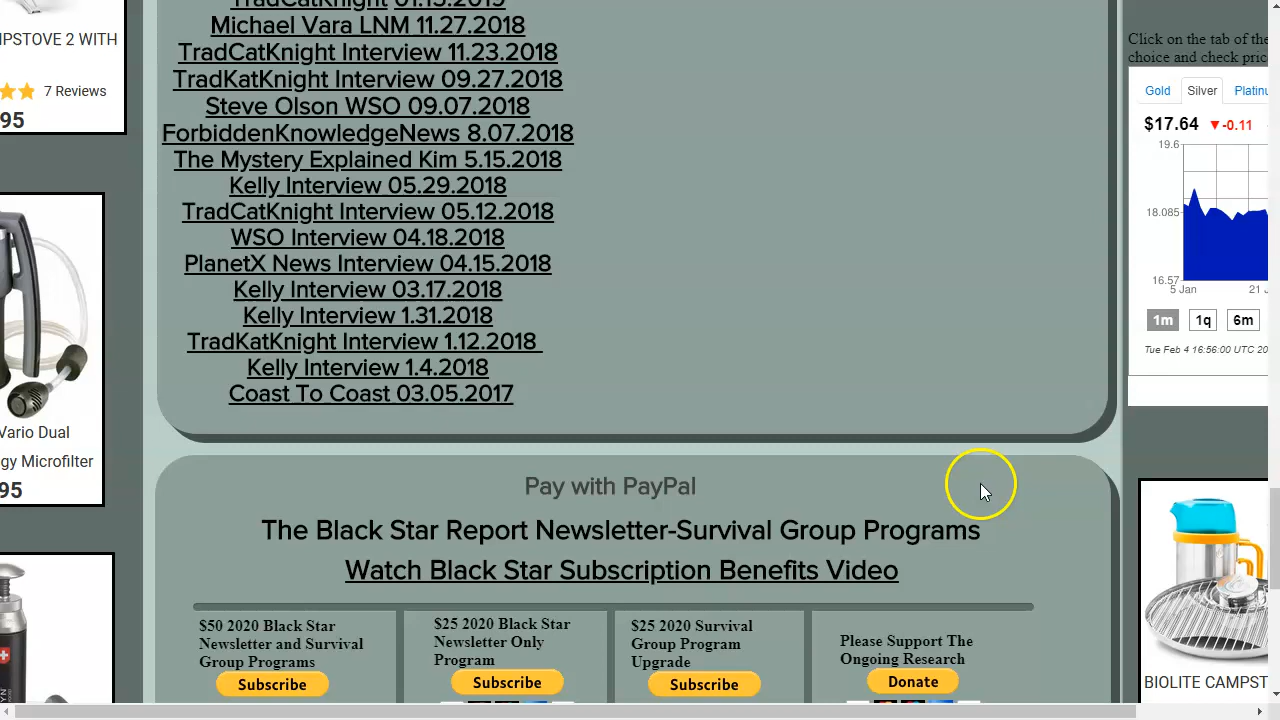 TradCatKnight 01.15.2019
Michael Vara LNM 11.27.2018
TradCatKnight Interview 11.23.2018
TradKatKnight Interview 09.27.2018
Steve Olson WSO 09.07.2018
ForbiddenKnowledgeNews 8.07.2018
The Mystery Explained Kim 5.15.2018
Kelly Interview 05.29.2018
TradCatKnight Interview 05.12.2018
WSO Interview 04.18.2018
PlanetX News Interview 04.15.2018
Kelly Interview 03.17.2018
Kelly Interview 1.31.2018
TradKatKnight Interview 1.12.2018
Kelly Interview 1.4.2018
Coast To Coast 03.05.2017
Pay with PayPal
The Black Star Report Newsletter-Survival Group Programs
Watch Black Star Subscription Benefits Video
$50 2020 Black Star
Newsletter and Survival
Group Programs
Subscribe
$25 2020 Black Star
Newsletter Only
Program
Subscribe
$25 2020 Survival
Group Program
Upgrade
Subscribe
Please Support The
Ongoing Research
Donate
MPSTOVE 2 WITH
7 Reviews
95
Vario Dual
gy Microfilter
95
Click on the tab of the
choice and check pric
Gold Silver Platinu
$17.64 ▼-0.11
19.6
18.085
16.57
5 Jan 21 J
1m 1q 6m
Tue Feb 4 16:56:00 UTC 20
BIOLITE CAMPST